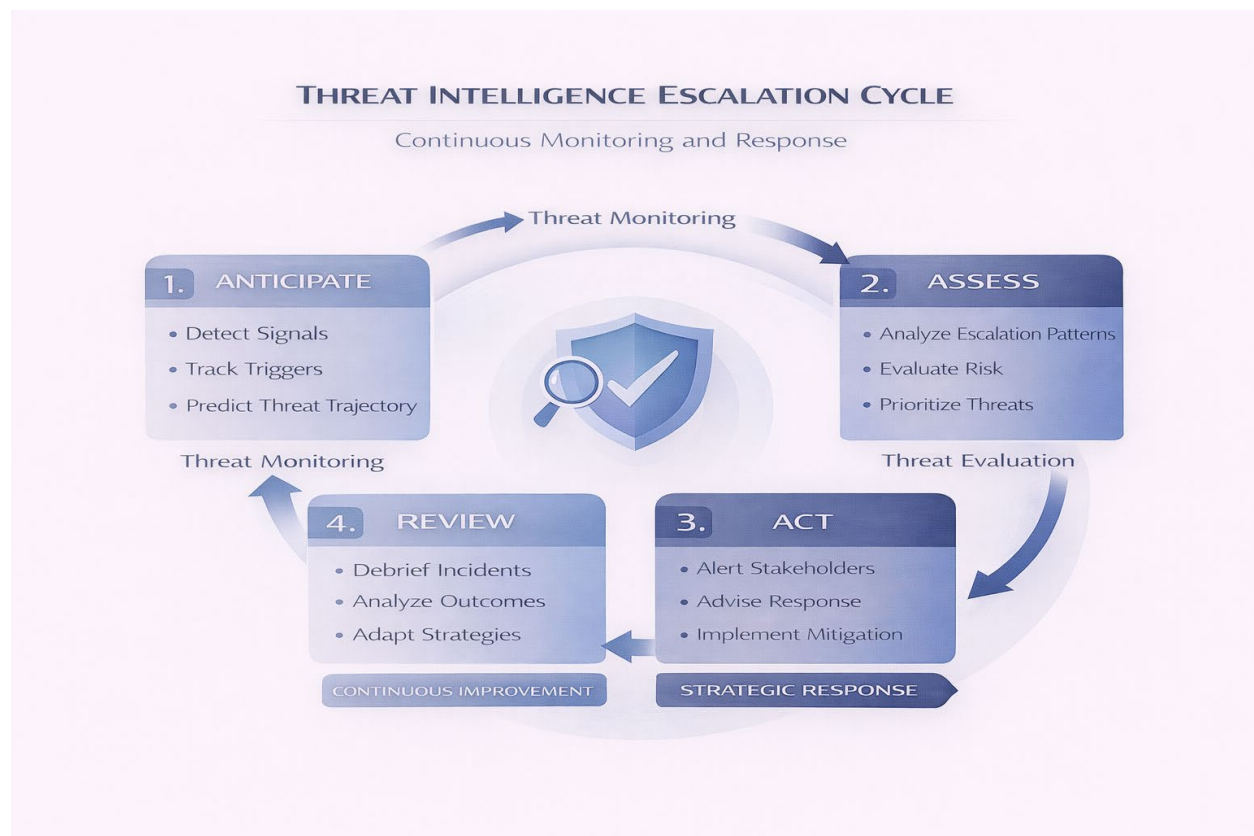 THREAT INTELLIGENCE ESCALATION CYCLE
Continuous Monitoring and Response
Threat Monitoring
1. ANTICIPATE
• Detect Signals
• Track Triggers
• Predict Threat Trajectory
2. ASSESS
• Analyze Escalation Patterns
• Evaluate Risk
• Prioritize Threats
Threat Monitoring
Threat Evaluation
4. REVIEW
• Debrief Incidents
• Analyze Outcomes
• Adapt Strategies
3. ACT
• Alert Stakeholders
• Advise Response
• Implement Mitigation
CONTINUOUS IMPROVEMENT
STRATEGIC RESPONSE